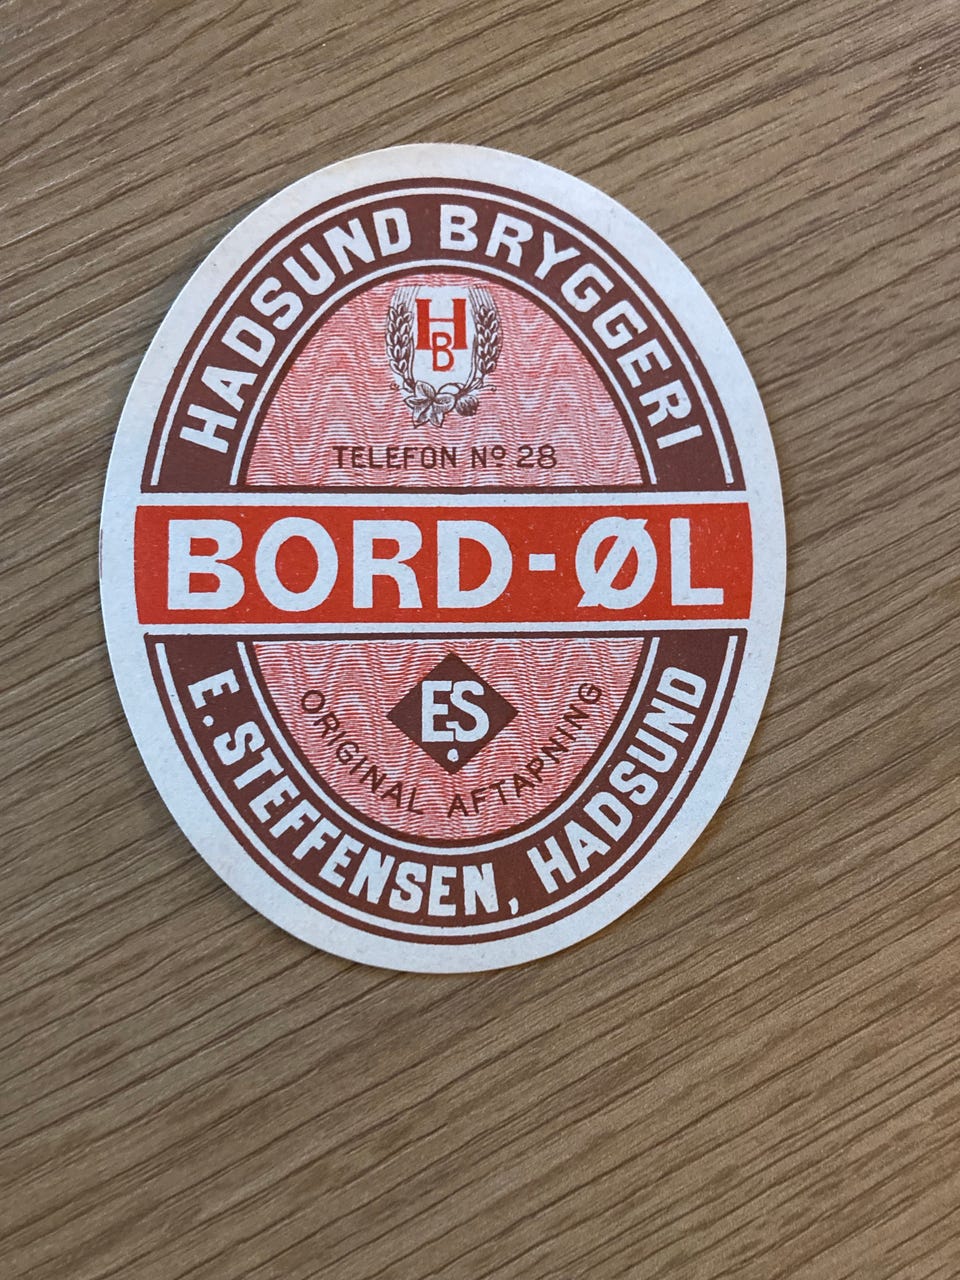 HADSUND BRYGGERI
HB
TELEFON Nº 28
BORD-ØL
E.S.
ORIGINAL AFTAPNING
E. STEFFENSEN, HADSUND